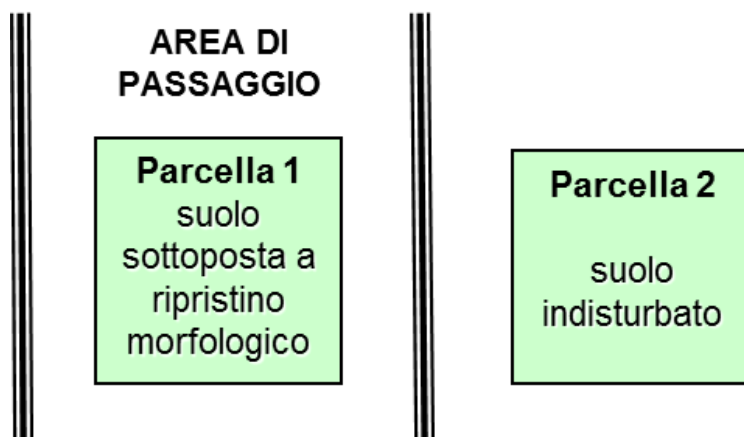 AREA DI
PASSAGGIO
Parcella 1
suolo
sottoposta a
ripristino
morfologico
Parcella 2
suolo
indisturbato